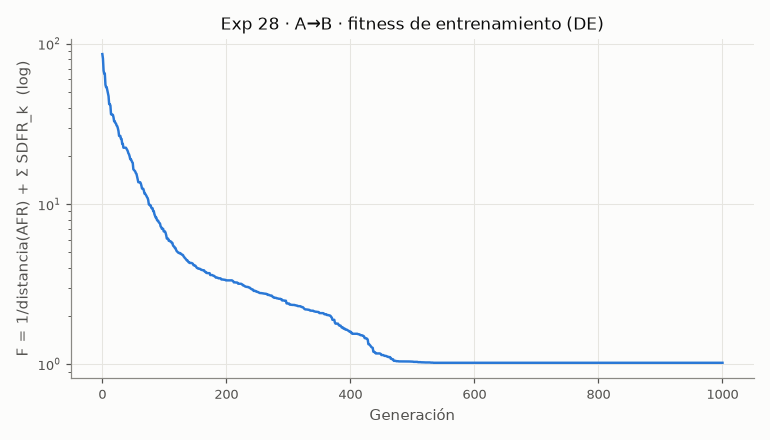 Exp 28 · A→B · fitness de entrenamiento (DE)
F = 1/distancia(AFR) + Σ SDFR_k (log)
10²
10¹
10⁰
0 200 400 600 800 1000
Generación